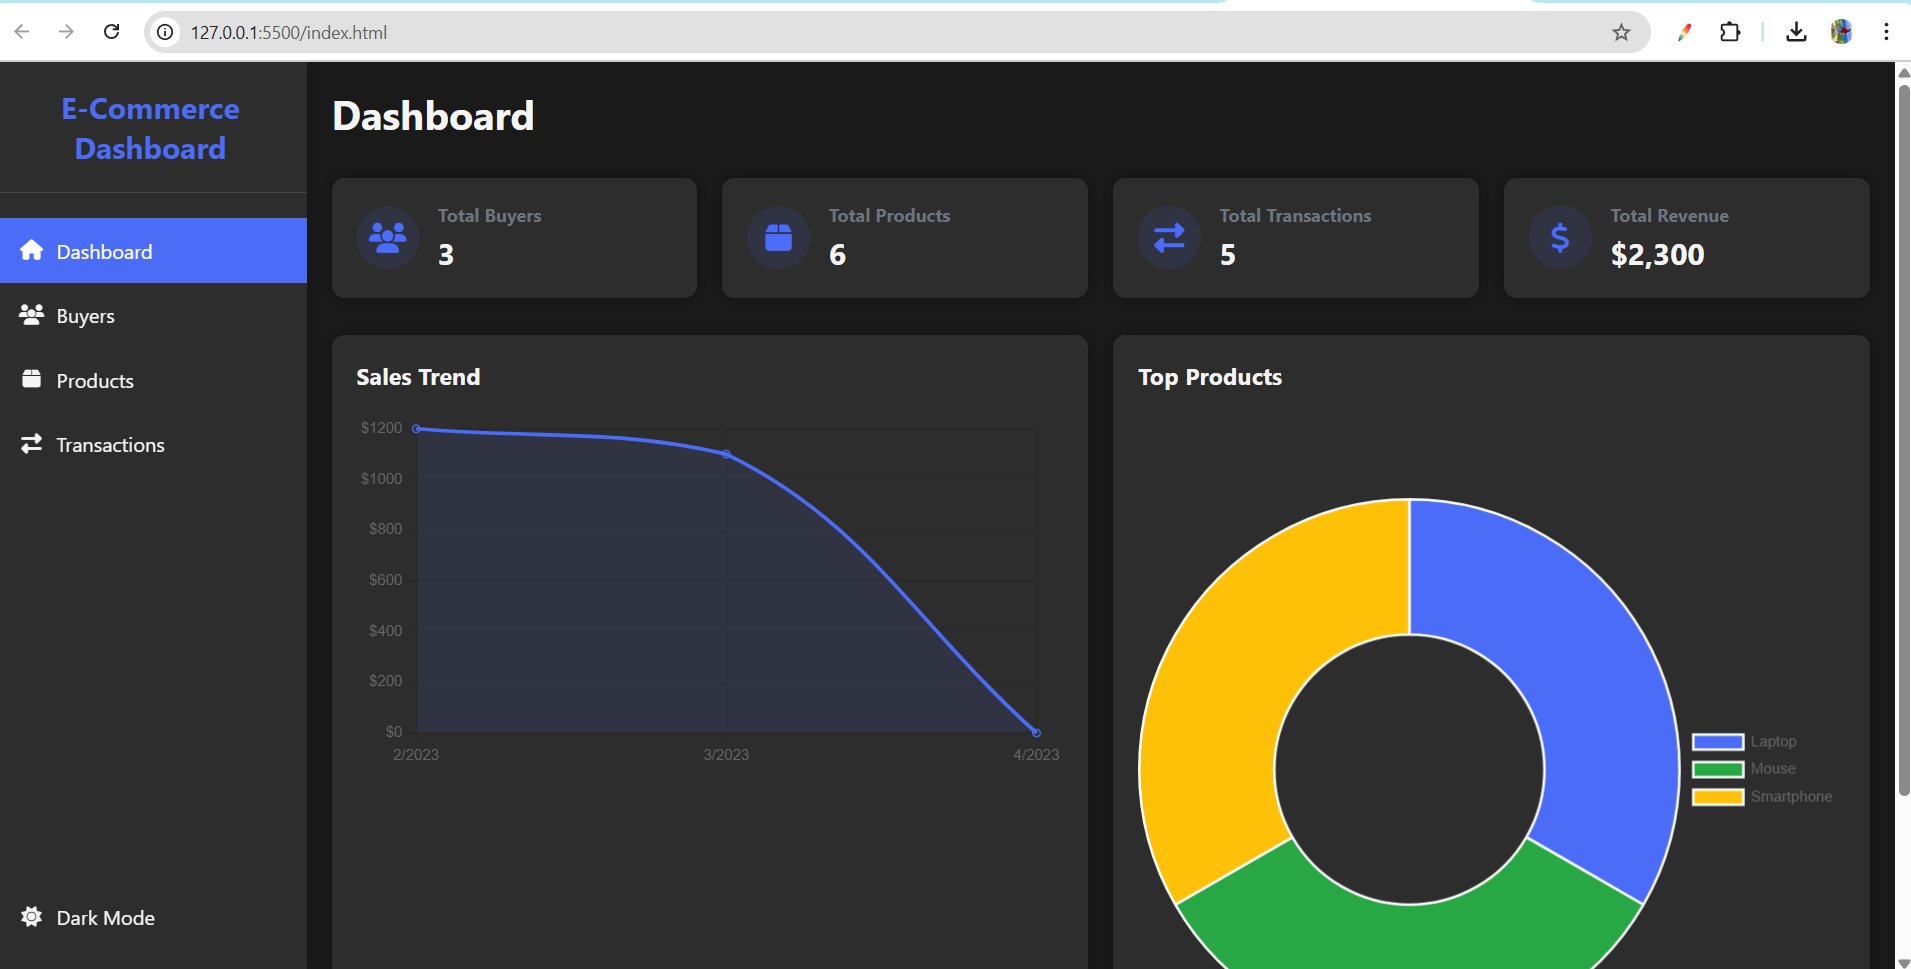 127.0.0.1:5500/index.html
E-Commerce
Dashboard
Dashboard
Buyers
Products
Transactions
Dark Mode
Dashboard
Total Buyers
3
Total Products
6
Total Transactions
5
Total Revenue
$2,300
Sales Trend
$1200
$1000
$800
$600
$400
$200
$0
2/2023 3/2023 4/2023
Top Products
Laptop
Mouse
Smartphone